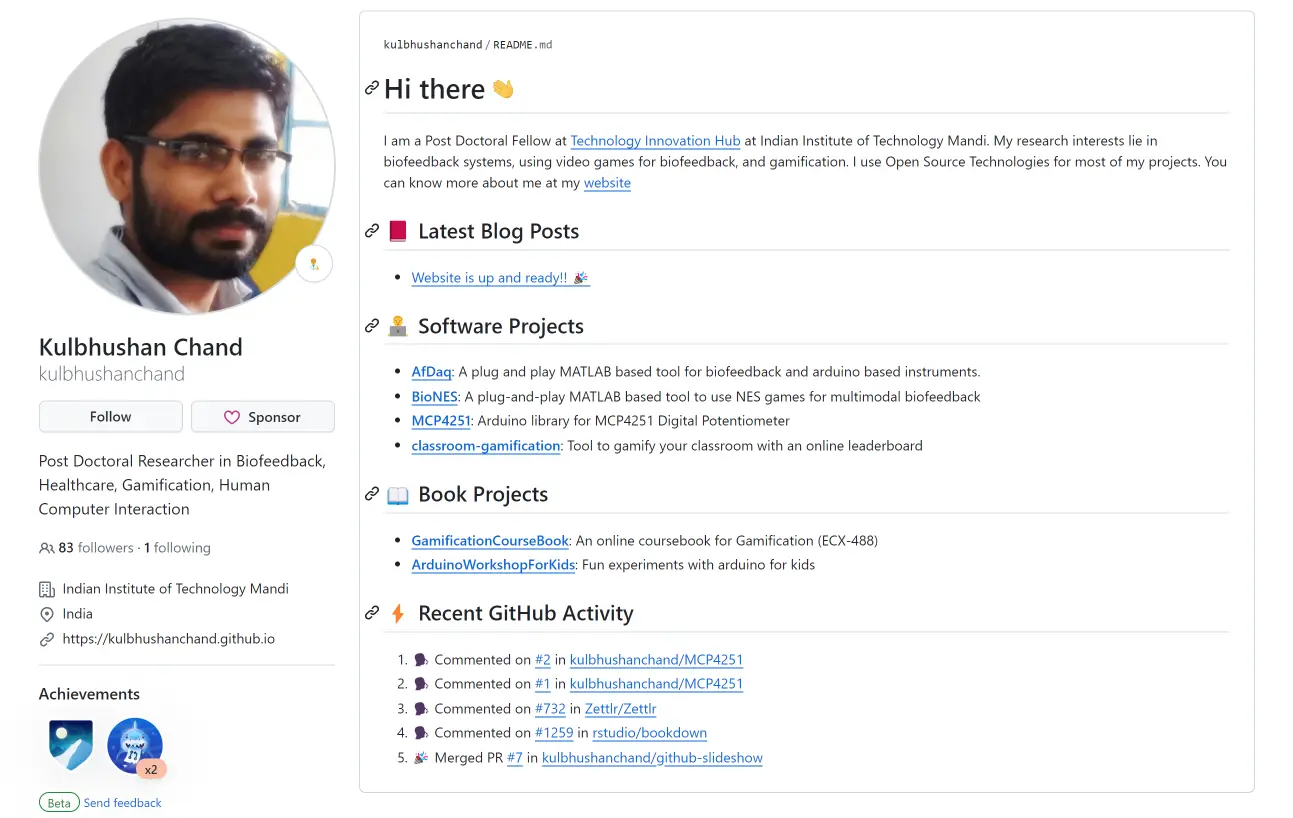 Kulbhushan Chand
kulbhushanchand
Follow
Sponsor
Post Doctoral Researcher in Biofeedback,
Healthcare, Gamification, Human
Computer Interaction
83 followers · 1 following
Indian Institute of Technology Mandi
India
https://kulbhushanchand.github.io
Achievements
x2
Beta Send feedback
kulbhushanchand / README.md
Hi there 👋
I am a Post Doctoral Fellow at Technology Innovation Hub at Indian Institute of Technology Mandi. My research interests lie in
biofeedback systems, using video games for biofeedback, and gamification. I use Open Source Technologies for most of my projects. You
can know more about me at my website
📕 Latest Blog Posts
• Website is up and ready!! 🎉
👨‍💻 Software Projects
• AfDaq: A plug and play MATLAB based tool for biofeedback and arduino based instruments.
• BioNES: A plug-and-play MATLAB based tool to use NES games for multimodal biofeedback
• MCP4251: Arduino library for MCP4251 Digital Potentiometer
• classroom-gamification: Tool to gamify your classroom with an online leaderboard
📖 Book Projects
• GamificationCourseBook: An online coursebook for Gamification (ECX-488)
• ArduinoWorkshopForKids: Fun experiments with arduino for kids
⚡ Recent GitHub Activity
1. 🗣 Commented on #2 in kulbhushanchand/MCP4251
2. 🗣 Commented on #1 in kulbhushanchand/MCP4251
3. 🗣 Commented on #732 in Zettlr/Zettlr
4. 🗣 Commented on #1259 in rstudio/bookdown
5. 🎉 Merged PR #7 in kulbhushanchand/github-slideshow